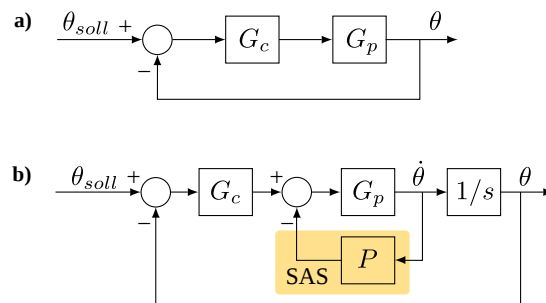 a)
θ_soll + G_c G_p θ
−
b)
θ_soll + G_c + G_p θ̇ 1/s θ
− −
SAS P